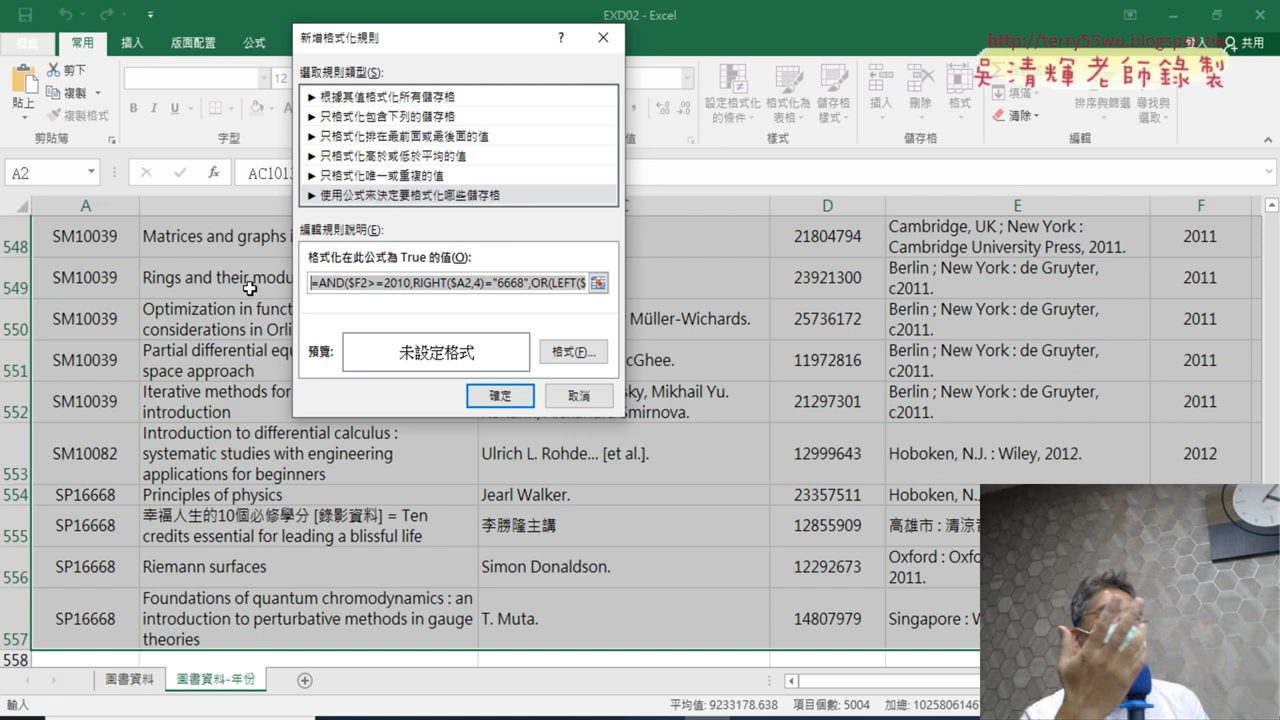 EXD02 - Excel
http://terry55wu.blogspot.tw
吳清輝老師錄製
常用 插入 版面配置 公式 共用
剪下
複製
複製格式
貼上
剪貼簿
12
B I U
字型
設定格式化的條件 格式化為表格 儲存格樣式
樣式
插入 刪除 格式
儲存格
填滿
清除
排序與篩選 尋找與選取
編輯
A2
fx
AC101
新增格式化規則
選取規則類型(S):
► 根據其值格式化所有儲存格
► 只格式化包含下列的儲存格
► 只格式化排在最前面或最後面的值
► 只格式化高於或低於平均的值
► 只格式化唯一或重複的值
► 使用公式來決定要格式化哪些儲存格
編輯規則說明(E):
格式化在此公式為 True 的值(O):
=AND($F2>=2010,RIGHT($A2,4)="6668",OR(LEFT($
預覽: 未設定格式 格式(F)...
確定 取消
A C D E F
548 SM10039 Matrices and graphs i 21804794 Cambridge, UK ; New York : Cambridge University Press, 2011. 2011
549 SM10039 Rings and their modu 23921300 Berlin ; New York : de Gruyter, c2011. 2011
550 SM10039 Optimization in funct considerations in Orli Müller-Wichards. 25736172 Berlin ; New York : de Gruyter, c2011. 2011
551 SM10039 Partial differential equ space approach cGhee. 11972816 Berlin ; New York : de Gruyter, c2011. 2011
552 SM10039 Iterative methods for introduction sky, Mikhail Yu. Smirnova. 21297301 Berlin ; New York : de Gruyter, c2011. 2011
553 SM10082 Introduction to differential calculus : systematic studies with engineering applications for beginners Ulrich L. Rohde... [et al.]. 12999643 Hoboken, N.J. : Wiley, 2012. 2012
554 SP16668 Principles of physics Jearl Walker. 23357511 Hoboken, N.
555 SP16668 幸福人生的10個必修學分 [錄影資料] = Ten credits essential for leading a blissful life 李勝隆主講 12855909 高雄市 : 清涼
556 SP16668 Riemann surfaces Simon Donaldson. 12292673 Oxford : Oxfo 2011.
557 SP16668 Foundations of quantum chromodynamics : an introduction to perturbative methods in gauge theories T. Muta. 14807979 Singapore : W
558
圖書資料 圖書資料-年份
輸入 平均值: 9233178.638 項目個數: 5004 加總: 1025806146